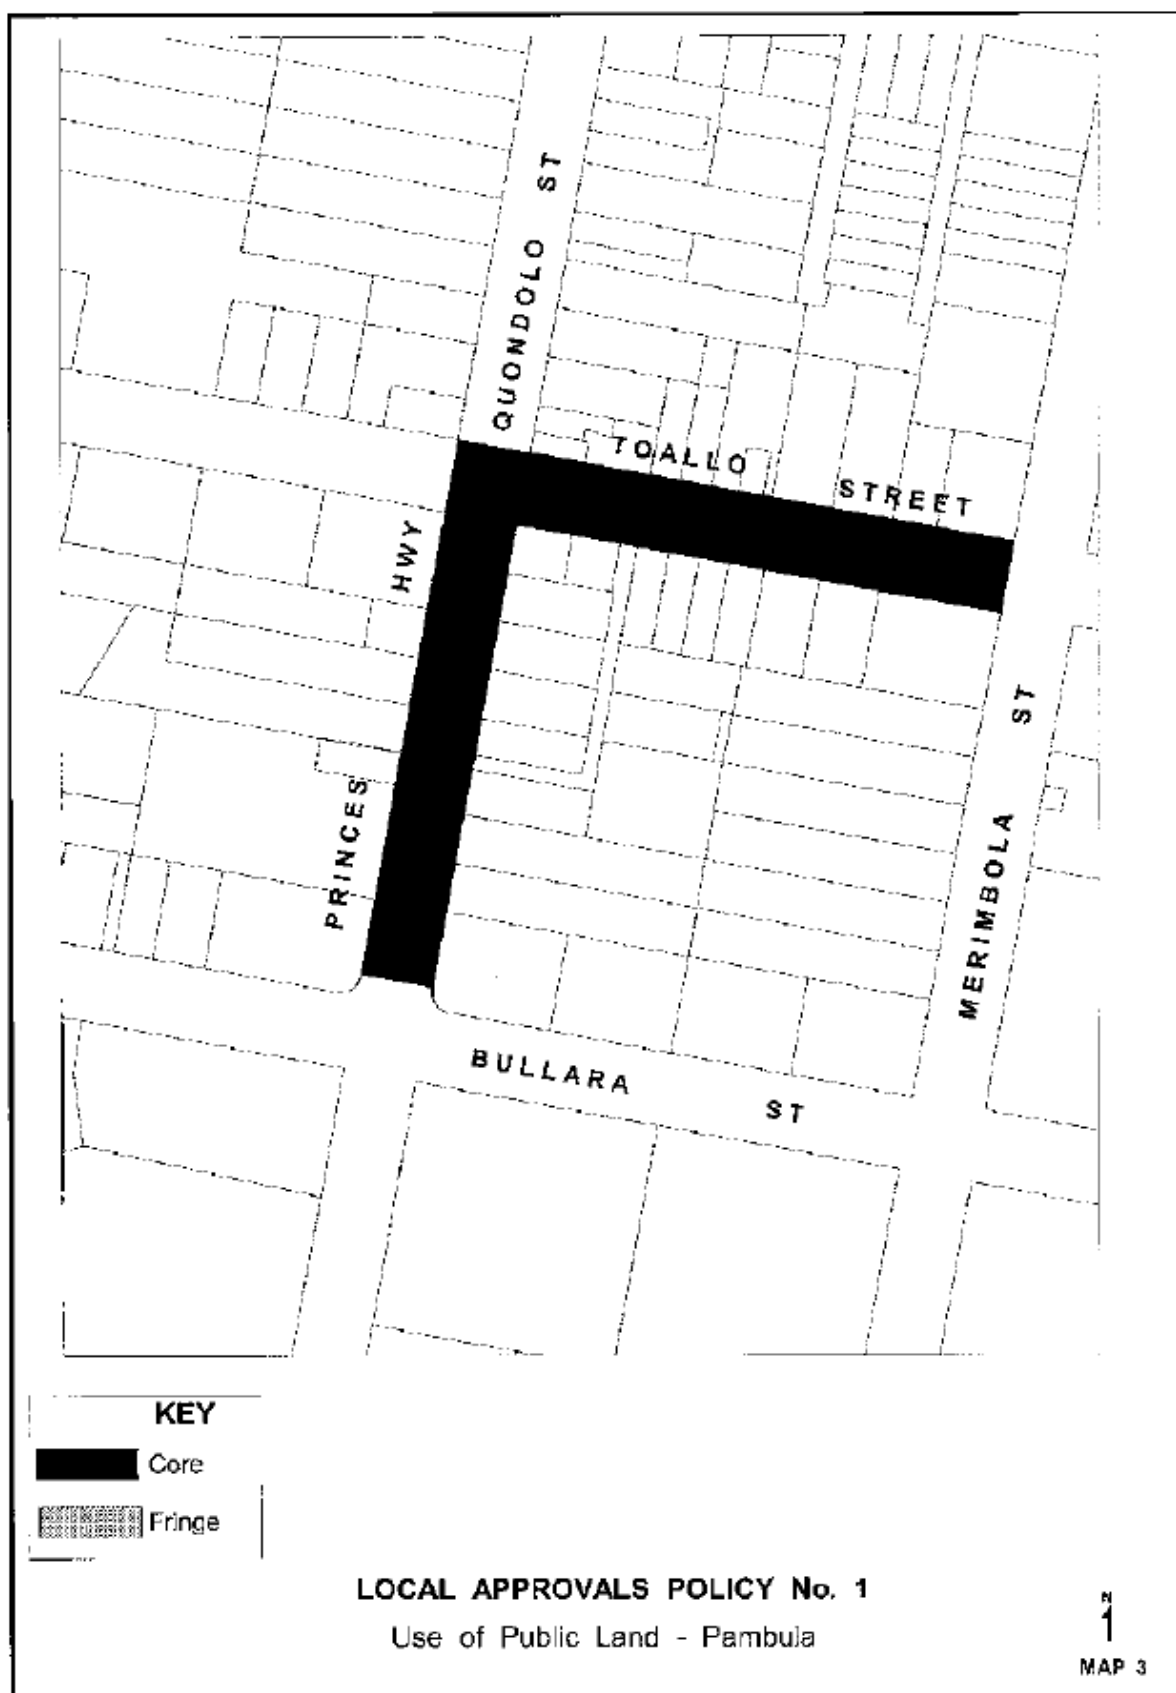 QUONDOLO ST
TOALLO STREET
HWY
PRINCES
MERIMBOLA ST
BULLARA ST
KEY
Core
Fringe
LOCAL APPROVALS POLICY No. 1
Use of Public Land - Pambula
N
MAP 3